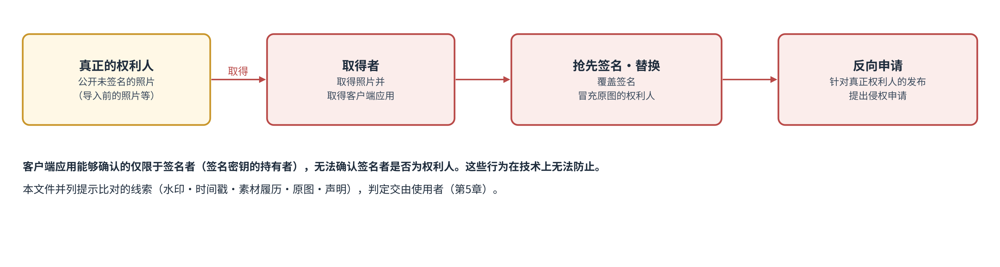 真正的权利人
公开未签名的照片
（导入前的照片等）
取得
取得者
取得照片并
取得客户端应用
抢先签名・替换
覆盖签名
冒充原图的权利人
反向申请
针对真正权利人的发布
提出侵权申请
客户端应用能够确认的仅限于签名者（签名密钥的持有者），无法确认签名者是否为权利人。这些行为在技术上无法防止。
本文件并列提示比对的线索（水印・时间戳・素材履历・原图・声明），判定交由使用者（第5章）。